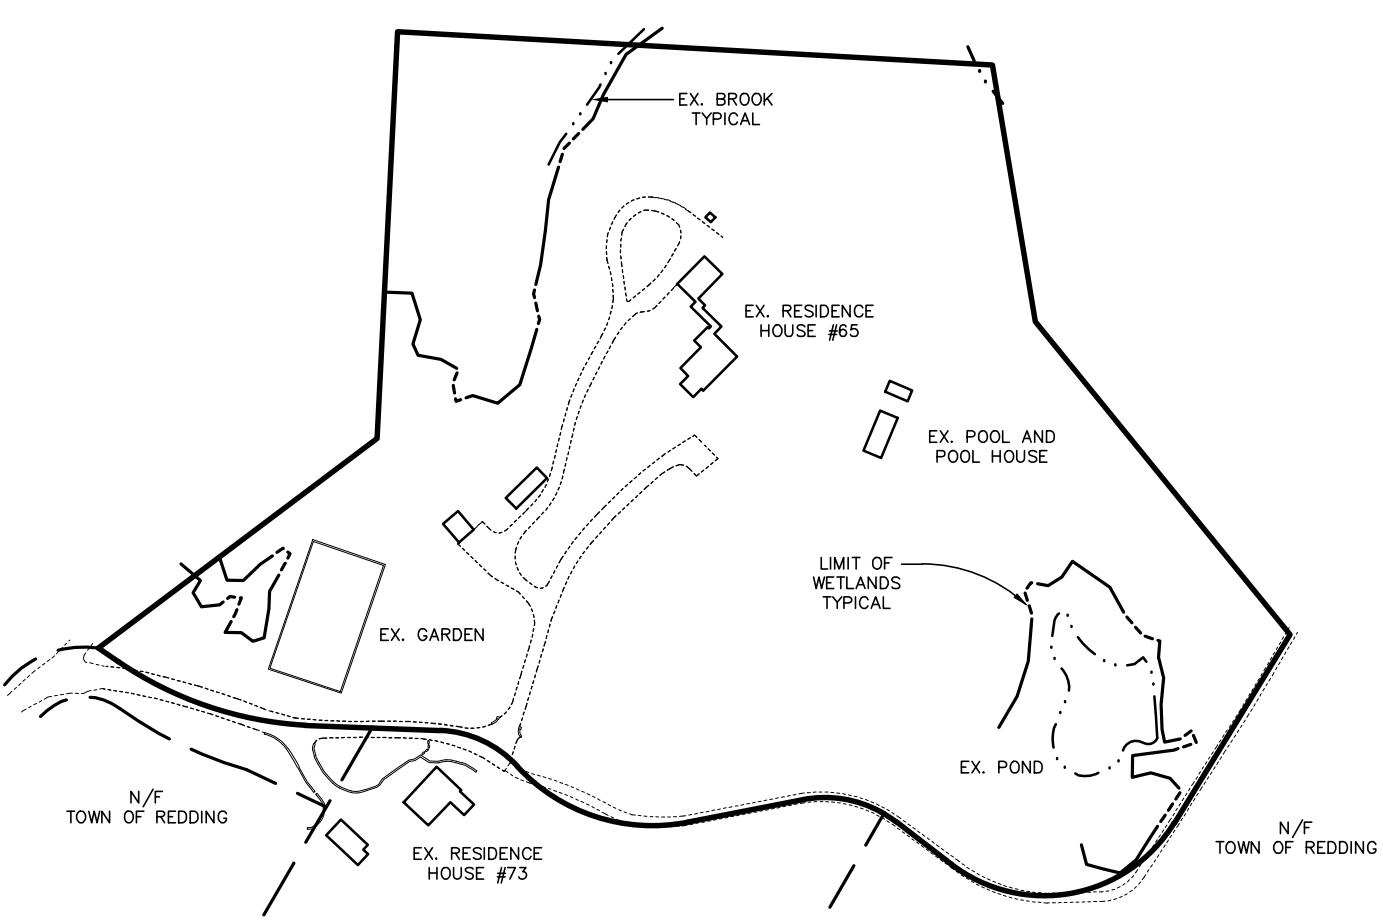 EX. BROOK
TYPICAL
EX. RESIDENCE
HOUSE #65
EX. POOL AND
POOL HOUSE
LIMIT OF
WETLANDS
TYPICAL
EX. GARDEN
EX. POND
N/F
TOWN OF REDDING
N/F
TOWN OF REDDING
EX. RESIDENCE
HOUSE #73